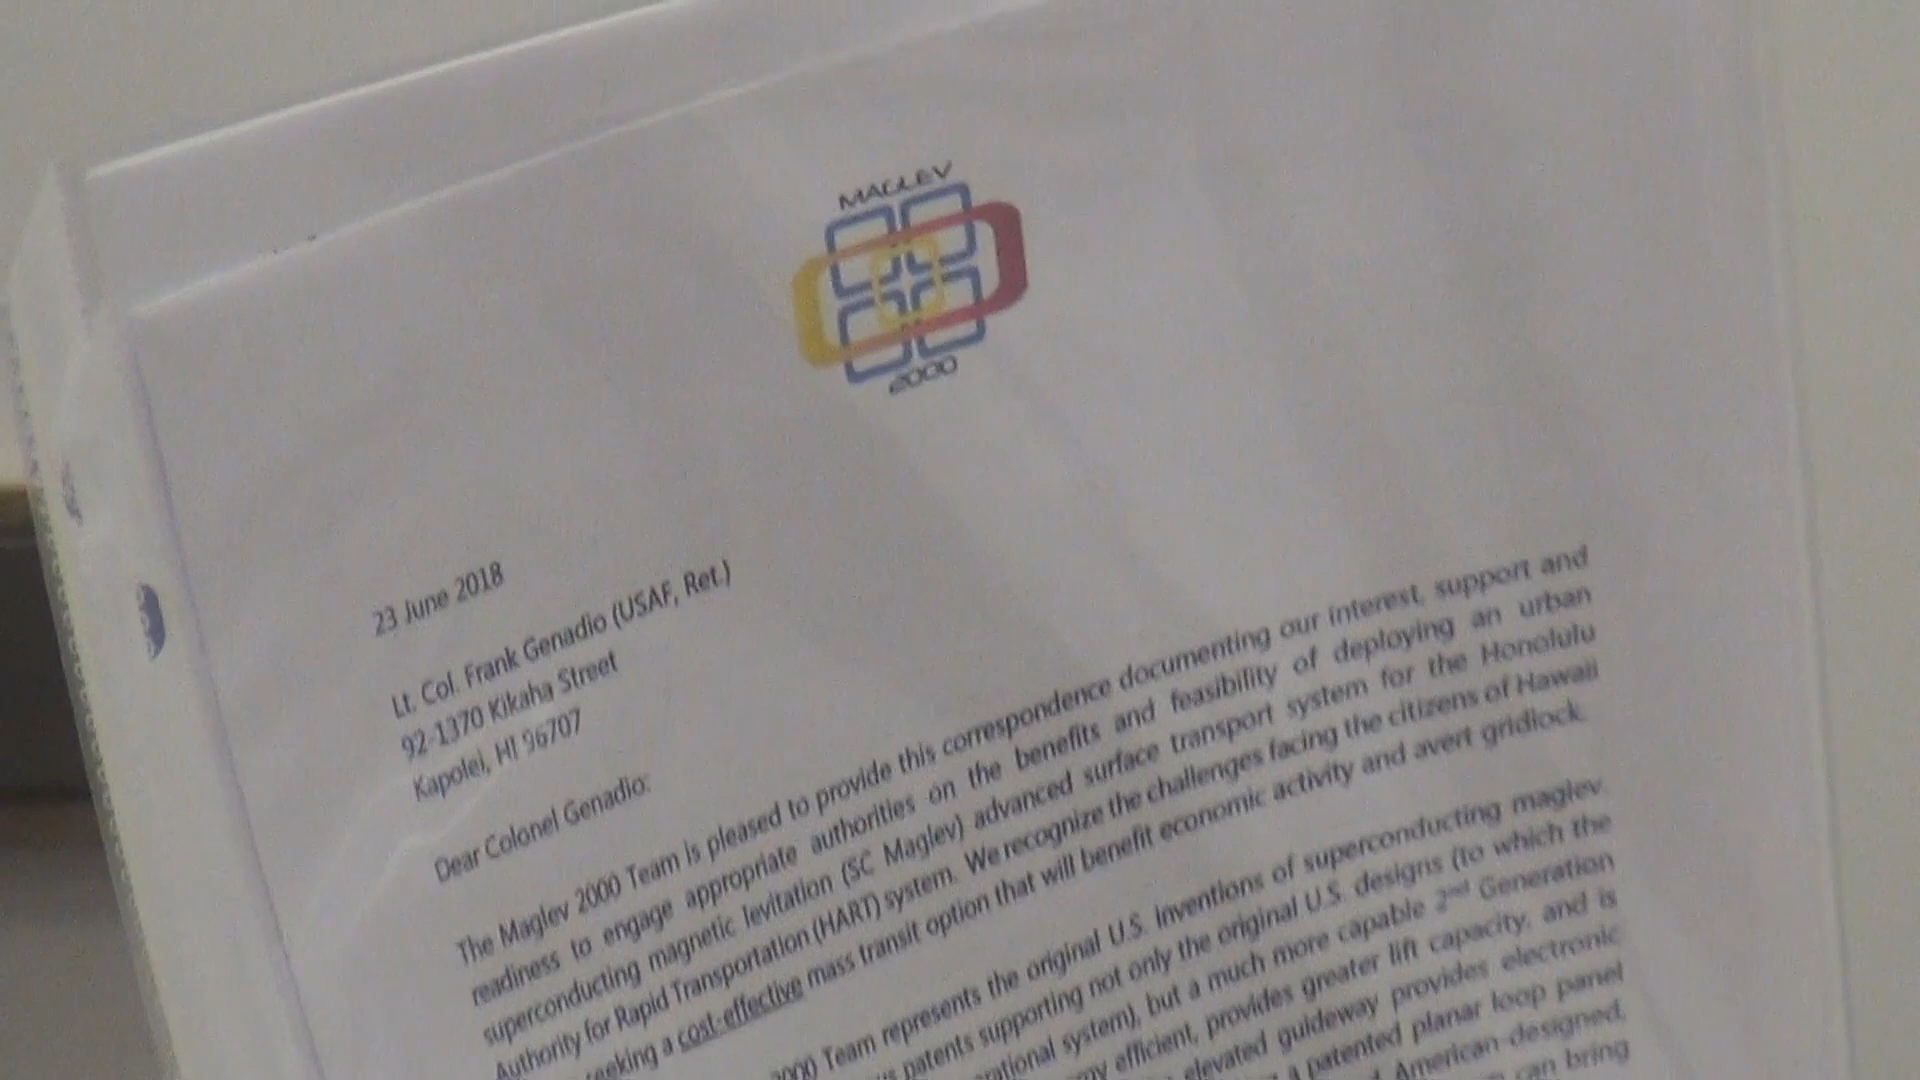 MAGLEV
2000
23 June 2018
Lt. Col. Frank Genadio (USAF, Ret.)
92-1370 Kikaha Street
Kapolei, HI 96707
Dear Colonel Genadio:
The Maglev 2000 Team is pleased to provide this correspondence documenting our interest, support and
readiness to engage appropriate authorities on the benefits and feasibility of deploying an urban
superconducting magnetic levitation (SC Maglev) advanced surface transport system for the Honolulu
Authority for Rapid Transportation (HART) system. We recognize the challenges facing the citizens of Hawaii
seeking a cost-effective mass transit option that will benefit economic activity and avert gridlock.
Team represents the original U.S. inventions of superconducting maglev.
patents supporting not only the original U.S. designs (to which the
system), but a much more capable 2nd Generation
efficient, provides greater lift capacity, and is
elevated guideway provides electronic
a patented planar loop panel
American-designed,
can bring